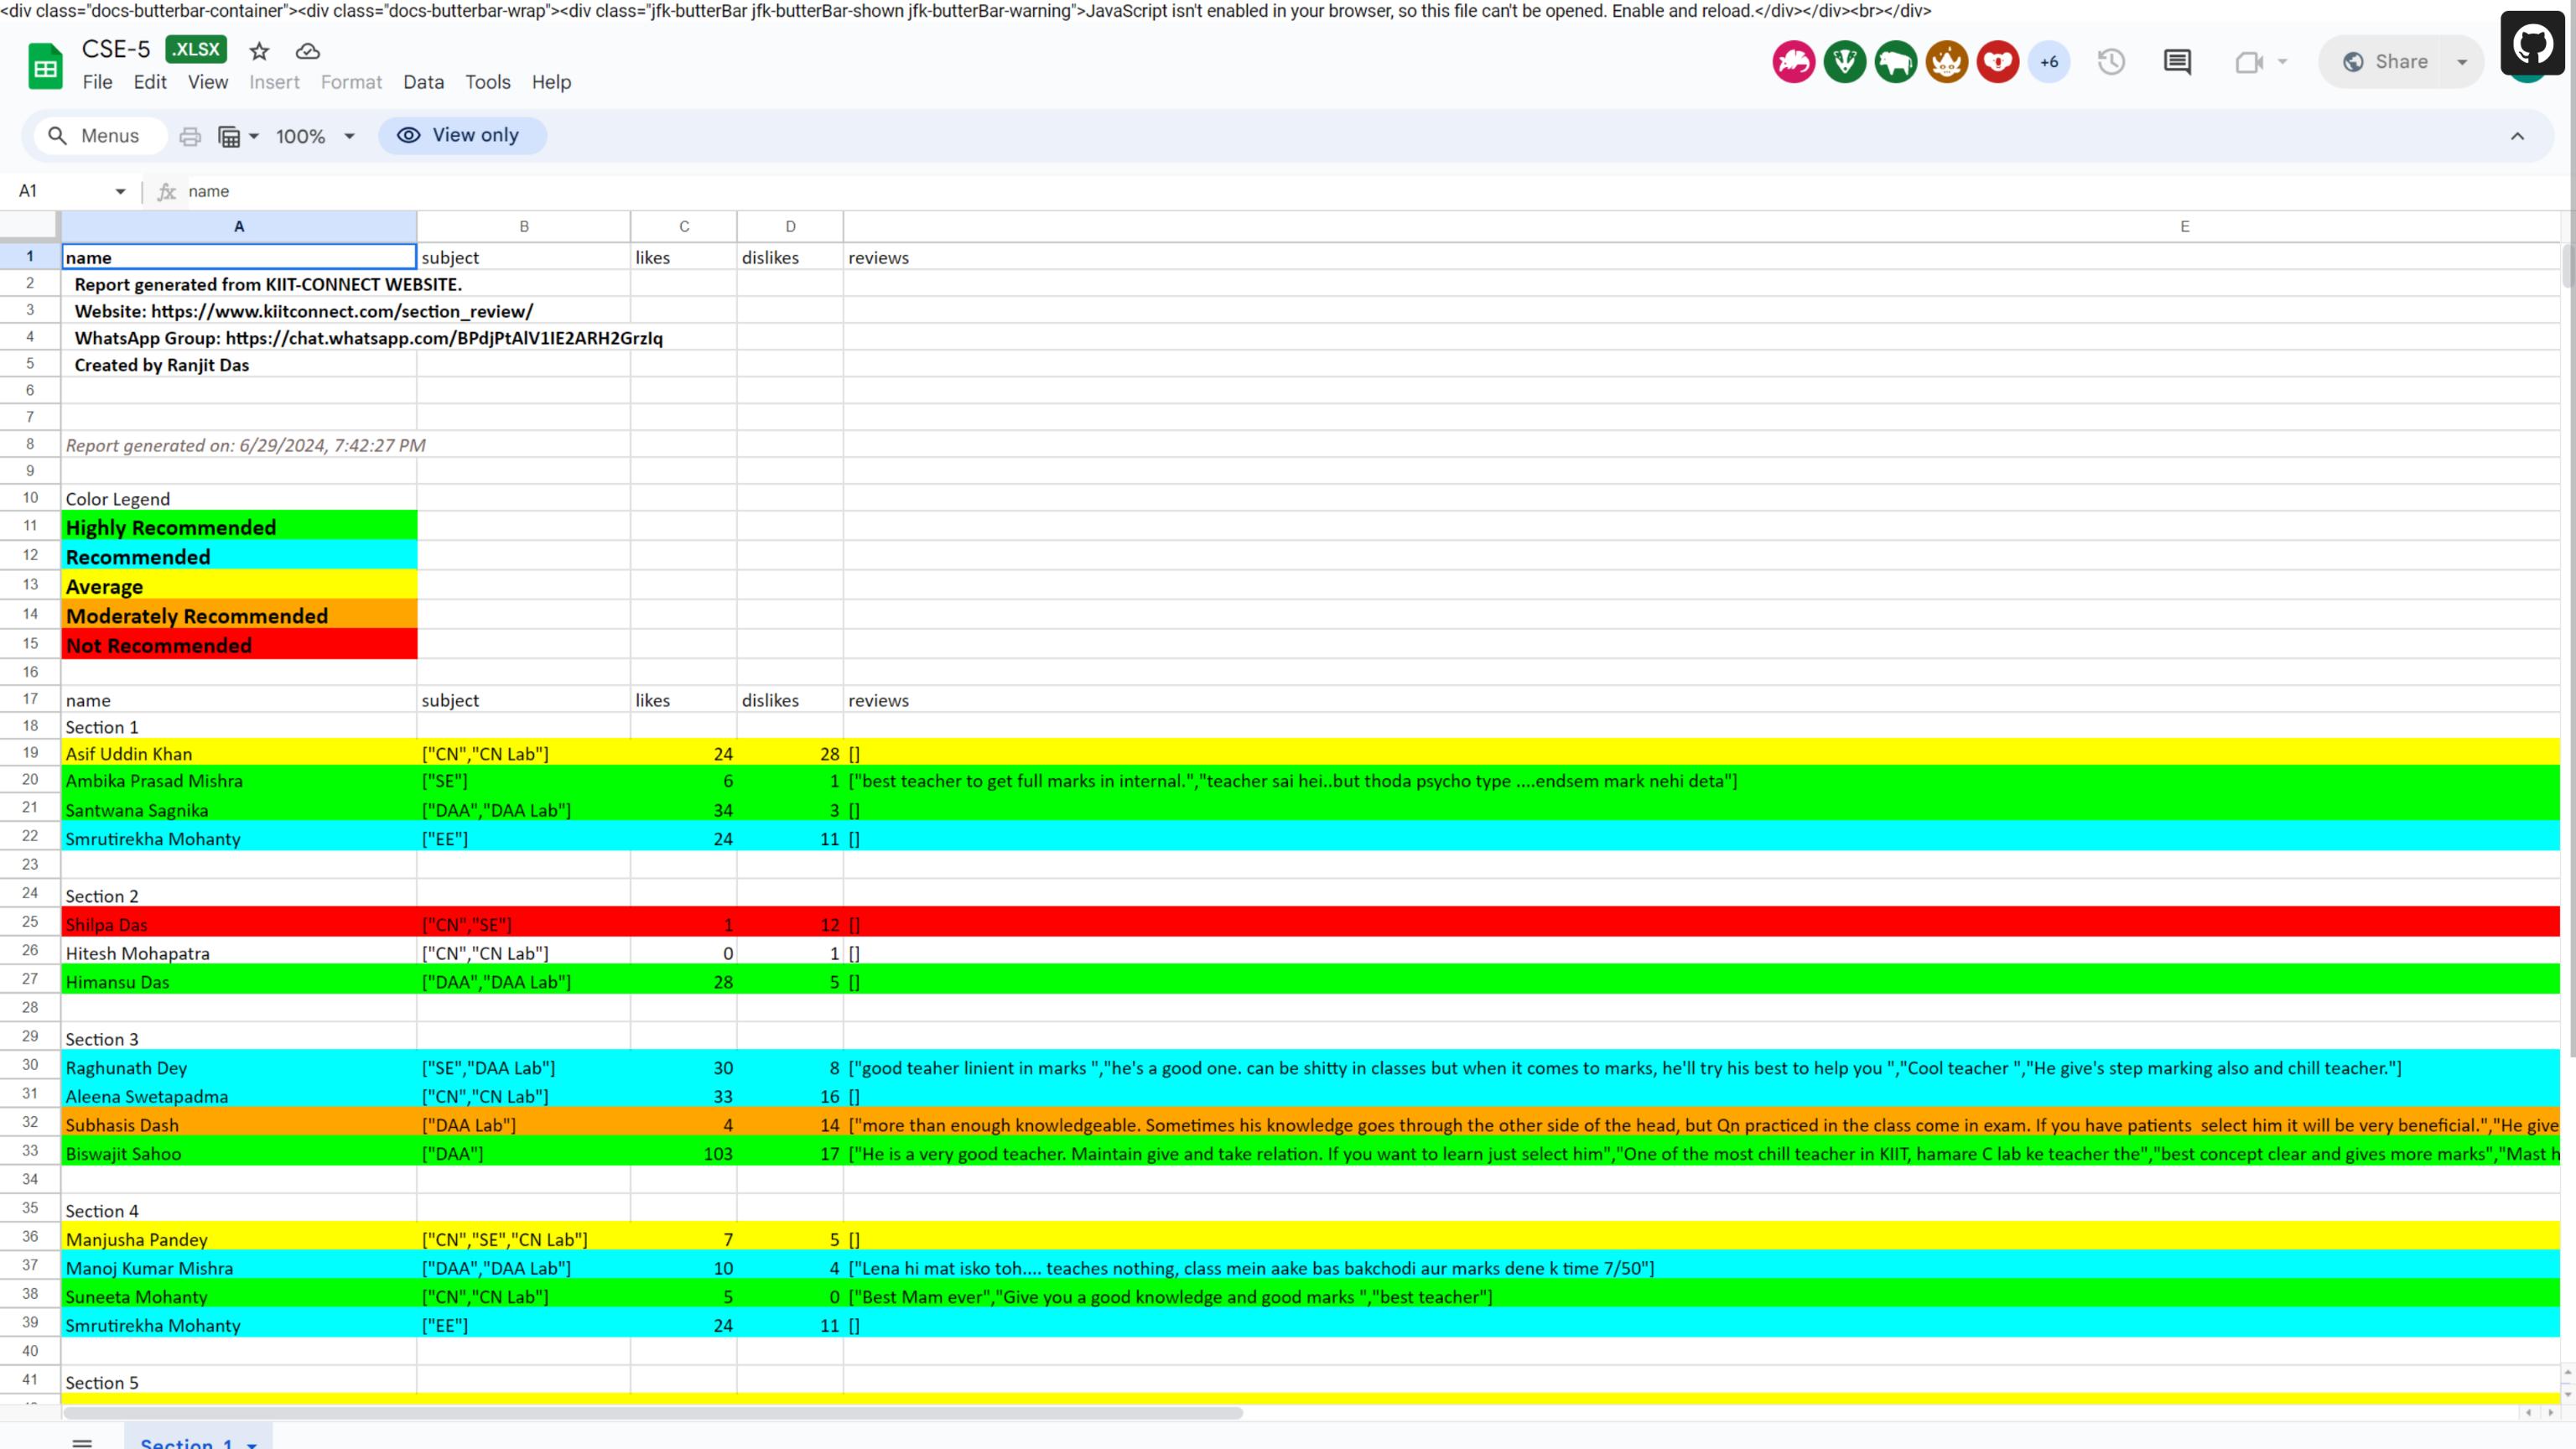 <div class="docs-butterbar-container"><div class="docs-butterbar-wrap"><div class="jfk-butterBar jfk-butterBar-shown jfk-butterBar-warning">JavaScript isn't enabled in your browser, so this file can't be opened. Enable and reload.</div></div><br></div>
CSE-5 .XLSX
+6 Share
File Edit View Insert Format Data Tools Help
Menus 100% View only
A1 fx name
A B C D E
1 name subject likes dislikes reviews
2 Report generated from KIIT-CONNECT WEBSITE.
3 Website: https://www.kiitconnect.com/section_review/
4 WhatsApp Group: https://chat.whatsapp.com/BPdjPtAlV1IE2ARH2GrzIq
5 Created by Ranjit Das
6
7
8 Report generated on: 6/29/2024, 7:42:27 PM
9
10 Color Legend
11 Highly Recommended
12 Recommended
13 Average
14 Moderately Recommended
15 Not Recommended
16
17 name subject likes dislikes reviews
18 Section 1
19 Asif Uddin Khan ["CN","CN Lab"] 24 28 []
20 Ambika Prasad Mishra ["SE"] 6 1 ["best teacher to get full marks in internal.","teacher sai hei..but thoda psycho type ....endsem mark nehi deta"]
21 Santwana Sagnika ["DAA","DAA Lab"] 34 3 []
22 Smrutirekha Mohanty ["EE"] 24 11 []
23
24 Section 2
25 Shilpa Das ["CN","SE"] 1 12 []
26 Hitesh Mohapatra ["CN","CN Lab"] 0 1 []
27 Himansu Das ["DAA","DAA Lab"] 28 5 []
28
29 Section 3
30 Raghunath Dey ["SE","DAA Lab"] 30 8 ["good teaher linient in marks ","he's a good one. can be shitty in classes but when it comes to marks, he'll try his best to help you ","Cool teacher ","He give's step marking also and chill teacher."]
31 Aleena Swetapadma ["CN","CN Lab"] 33 16 []
32 Subhasis Dash ["DAA Lab"] 4 14 ["more than enough knowledgeable. Sometimes his knowledge goes through the other side of the head, but Qn practiced in the class come in exam. If you have patients  select him it will be very beneficial.","He give
33 Biswajit Sahoo ["DAA"] 103 17 ["He is a very good teacher. Maintain give and take relation. If you want to learn just select him","One of the most chill teacher in KIIT, hamare C lab ke teacher the","best concept clear and gives more marks","Mast h
34
35 Section 4
36 Manjusha Pandey ["CN","SE","CN Lab"] 7 5 []
37 Manoj Kumar Mishra ["DAA","DAA Lab"] 10 4 ["Lena hi mat isko toh.... teaches nothing, class mein aake bas bakchodi aur marks dene k time 7/50"]
38 Suneeta Mohanty ["CN","CN Lab"] 5 0 ["Best Mam ever","Give you a good knowledge and good marks ","best teacher"]
39 Smrutirekha Mohanty ["EE"] 24 11 []
40
41 Section 5
Section 1